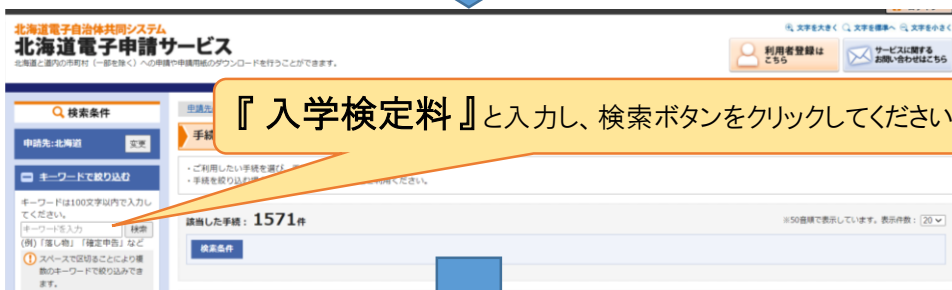 北海道電子自治体共同システム
北海道電子申請サービス
北海道と道内の市町村(一部を除く)への申請や申請用紙のダウンロードを行うことができます。
文字を大きく 文字を標準へ 文字を小さく
利用者登録は
こちら
サービスに関する
お問い合わせはこちら
検索条件
申請先:北海道 変更
キーワードで絞り込む
キーワードは100文字以内で入力し
てください。
キーワードを入力 検索
(例)「落し物」「確定申告」など
スペースで区切ることにより複
数のキーワードで絞り込みでき
ます。
申請先
手続
『 入学検定料 』と入力し、検索ボタンをクリックしてください
・ご利用したい手続を選び、
・手続を絞り込む
利用ください。
該当した手続: 1571件
※50音順で表示しています。表示件数: 20
検索条件